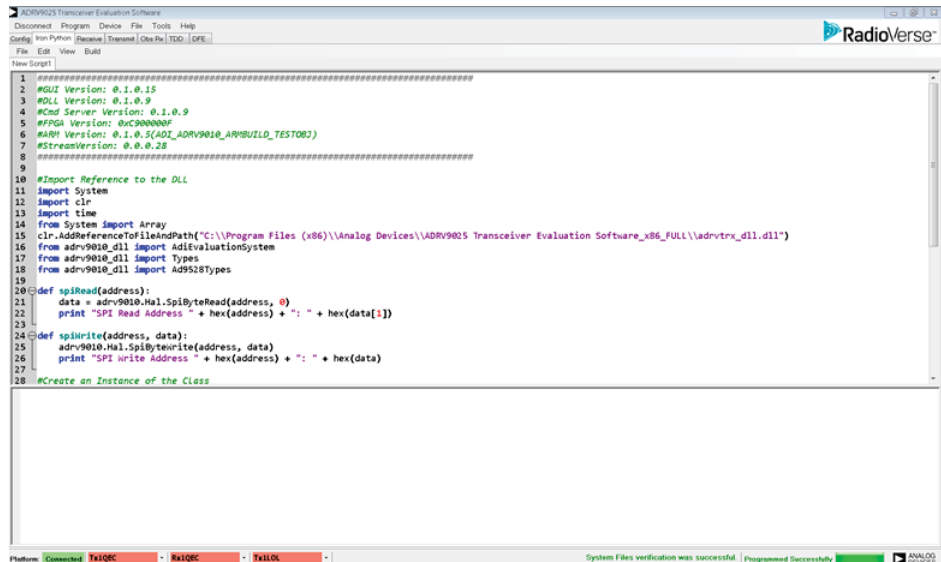 ADRV9025 Transceiver Evaluation Software
Disconnect Program Device File Tools Help
Config Iron Python Receive Transmit Obs Rx TDD DFE
RadioVerse
File Edit View Build
New Script1
1 ################################################################################
2 #GUI Version: 0.1.0.15
3 #DLL Version: 0.1.0.9
4 #Cmd Server Version: 0.1.0.9
5 #FPGA Version: 0xC900000F
6 #ARM Version: 0.1.0.5(ADI_ADRV9010_ARMBUILD_TESTOBJ)
7 #StreamVersion: 0.0.0.28
8 ################################################################################
9
10 #Import Reference to the DLL
11 import System
12 import clr
13 import time
14 from System import Array
15 clr.AddReferenceToFileAndPath("C:\\Program Files (x86)\\Analog Devices\\ADRV9025 Transceiver Evaluation Software_x86_FULL\\adrvtrx_dll.dll")
16 from adrv9010_dll import AdiEvaluationSystem
17 from adrv9010_dll import Types
18 from adrv9010_dll import Ad9528Types
19
20 def spiRead(address):
21 data = adrv9010.Hal.SpiByteRead(address, 0)
22 print "SPI Read Address " + hex(address) + ": " + hex(data[1])
23
24 def spiWrite(address, data):
25 adrv9010.Hal.SpiByteWrite(address, data)
26 print "SPI Write Address " + hex(address) + ": " + hex(data)
27
28 #Create an Instance of the Class
Platform: Connected Tx1QEC Rx1QEC Tx1LOL System Files verification was successful. Programmed Successfully ANALOG DEVICES